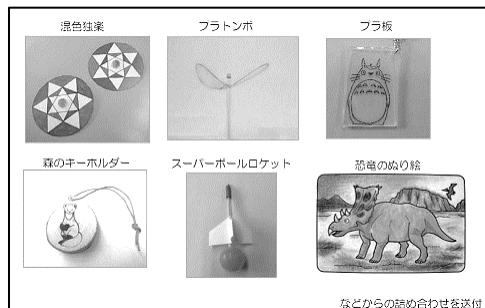 混色独楽
プラトンボ
プラ板
森のキーホルダー
スーパーボールロケット
恐竜のぬり絵
などからの詰め合わせを送付